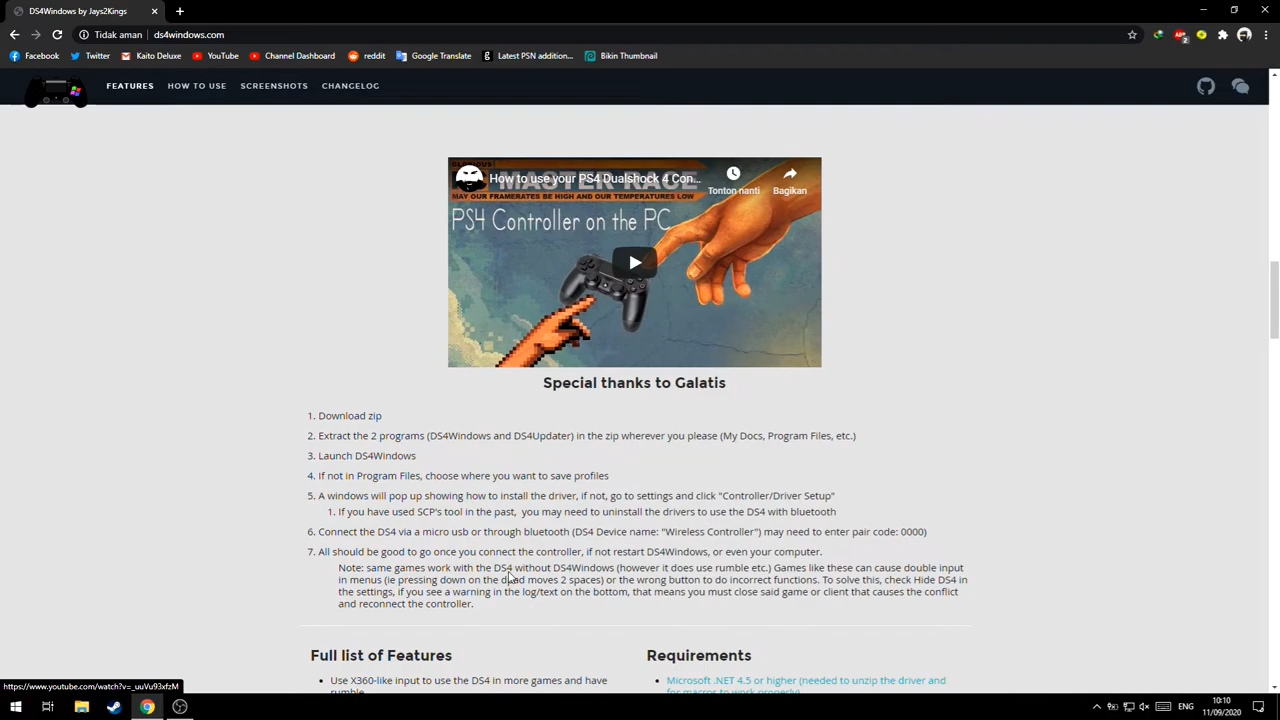 DS4Windows by Jays2Kings
Tidak aman
ds4windows.com
Facebook
Twitter
Kaito Deluxe
YouTube
Channel Dashboard
reddit
Google Translate
Latest PSN addition...
Bikin Thumbnail
FEATURES
HOW TO USE
SCREENSHOTS
CHANGELOG
How to use your PS4 Dualshock 4 Con...
Tonton nanti
Bagikan
MASTER RACE
MAY OUR FRAMERATES BE HIGH AND OUR TEMPERATURES LOW
PS4 Controller on the PC
Special thanks to Galatis
1. Download zip
2. Extract the 2 programs (DS4Windows and DS4Updater) in the zip wherever you please (My Docs, Program Files, etc.)
3. Launch DS4Windows
4. If not in Program Files, choose where you want to save profiles
5. A windows will pop up showing how to install the driver, if not, go to settings and click "Controller/Driver Setup"
1. If you have used SCP's tool in the past, you may need to uninstall the drivers to use the DS4 with bluetooth
6. Connect the DS4 via a micro usb or through bluetooth (DS4 Device name: "Wireless Controller") may need to enter pair code: 0000)
7. All should be good to go once you connect the controller, if not restart DS4Windows, or even your computer.
Note: same games work with the DS4 without DS4Windows (however it does use rumble etc.) Games like these can cause double input
in menus (ie pressing down on the dpad moves 2 spaces) or the wrong button to do incorrect functions. To solve this, check Hide DS4 in
the settings, if you see a warning in the log/text on the bottom, that means you must close said game or client that causes the conflict
and reconnect the controller.
Full list of Features
Requirements
Use X360-like input to use the DS4 in more games and have
rumble
Microsoft .NET 4.5 or higher (needed to unzip the driver and
for macros to work properly)
https://www.youtube.com/watch?v=_uuVu93xfzM
ENG
10:10
11/09/2020